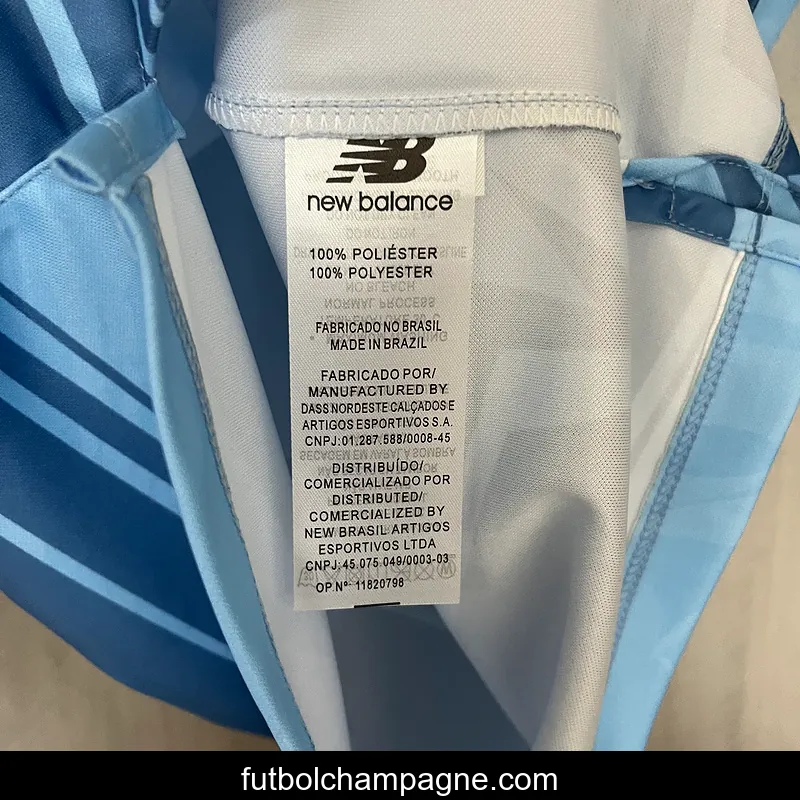 NB
new balance
100% POLIÉSTER
100% POLYESTER
FABRICADO NO BRASIL
MADE IN BRAZIL
FABRICADO POR/
MANUFACTURED BY
DASS NORDESTE CALÇADOS E
ARTIGOS ESPORTIVOS S.A.
CNPJ:01.287.588/0008-45
DISTRIBUÍDO/
COMERCIALIZADO POR
DISTRIBUTED/
COMERCIALIZED BY
NEW BRASIL ARTIGOS
ESPORTIVOS LTDA
CNPJ:45.075.049/0003-03
OP.Nº: 11820798
futbolchampagne.com